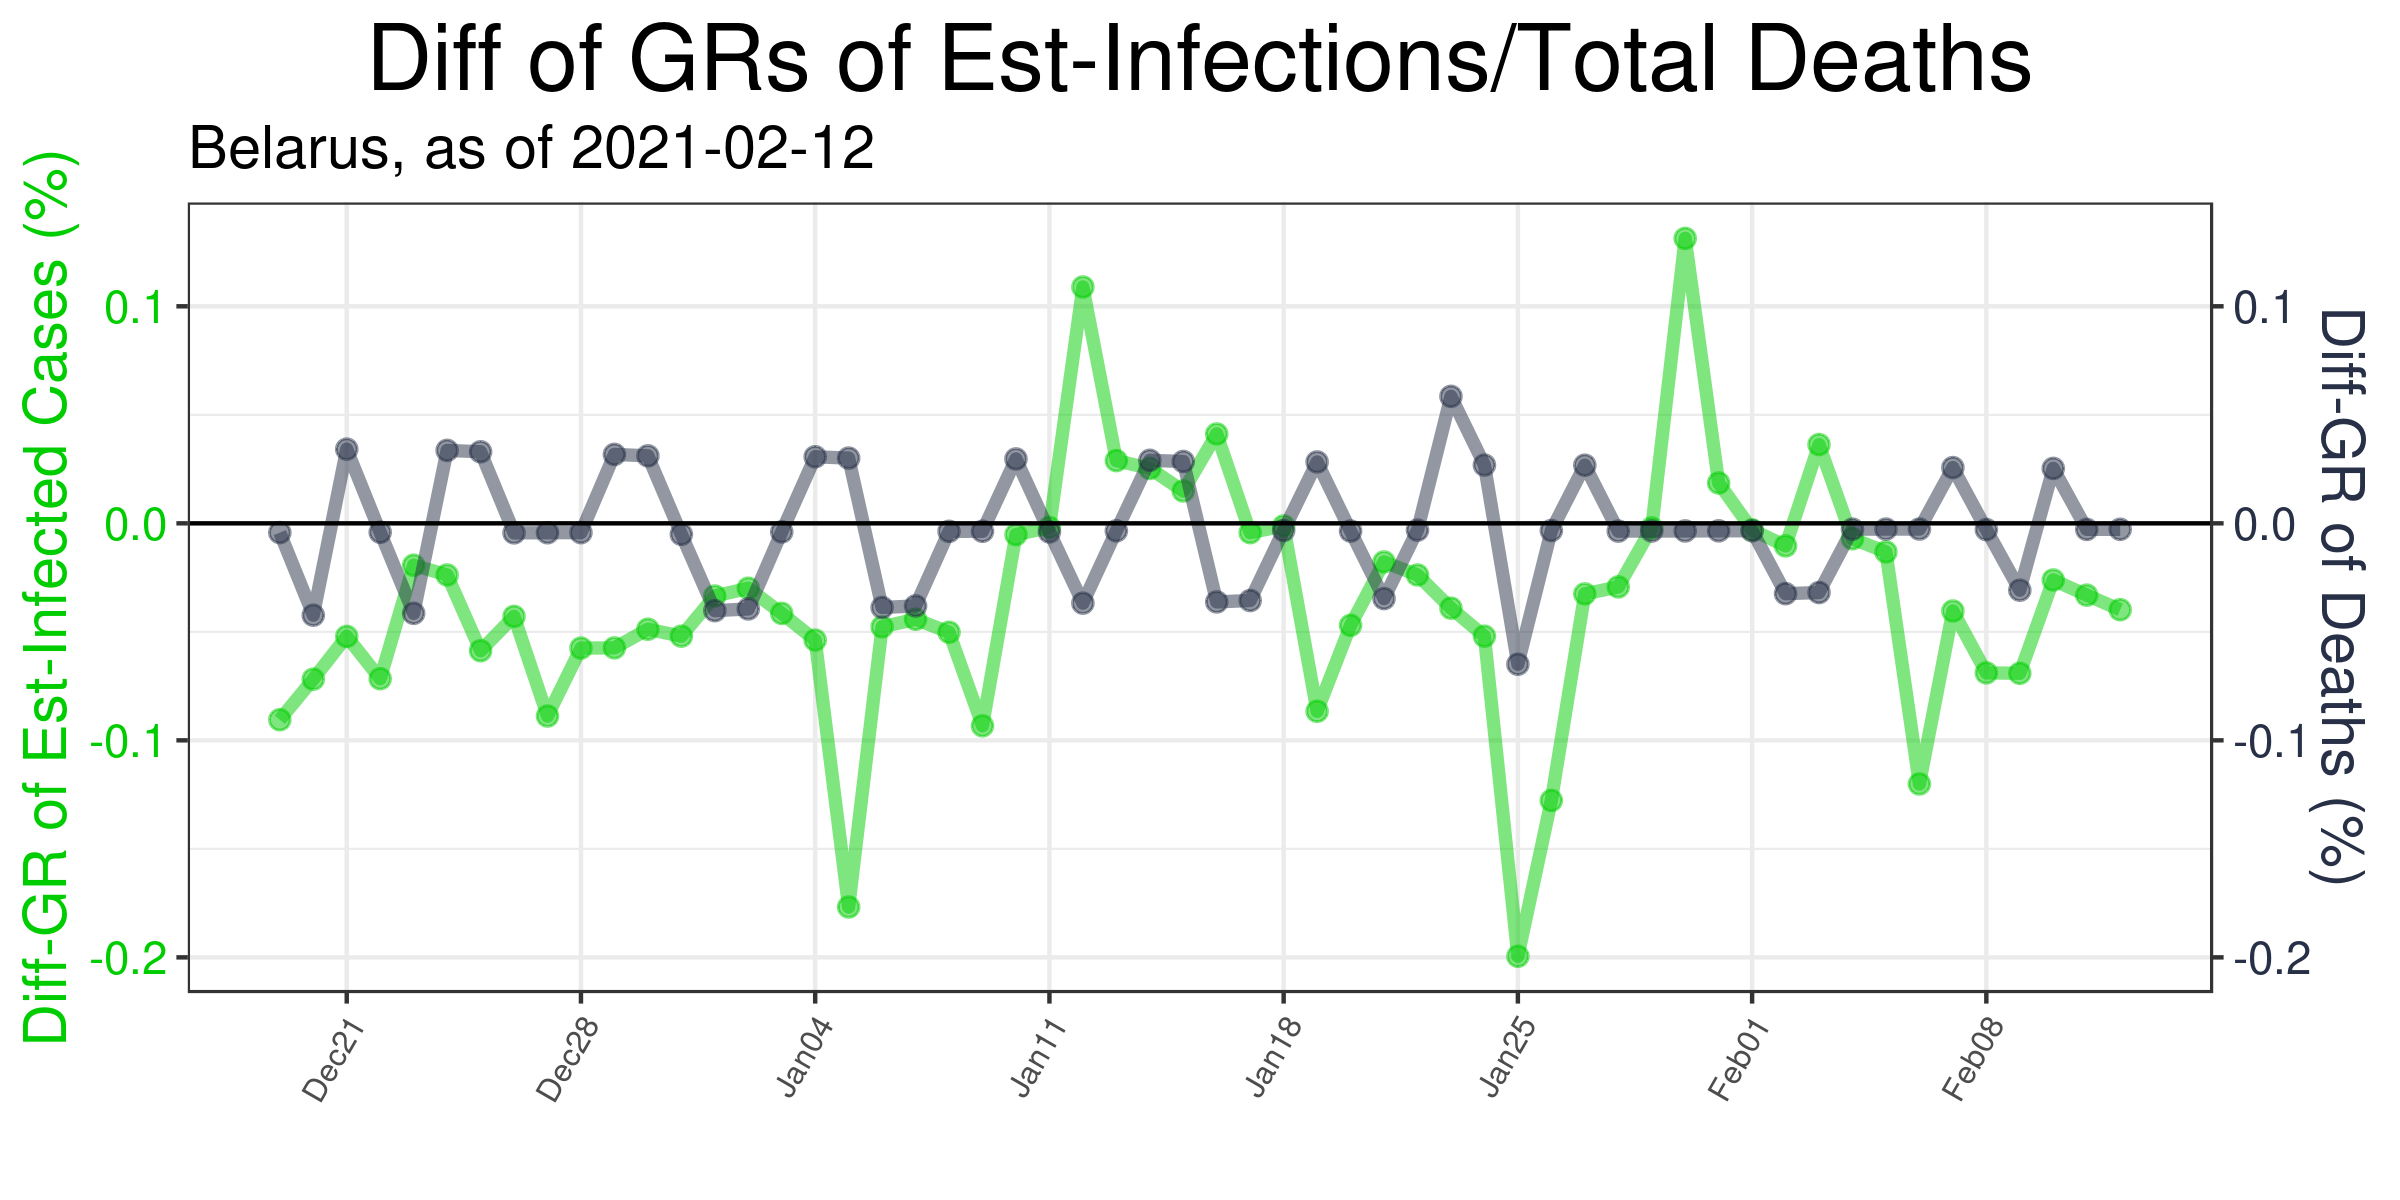 Diff of GRs of Est-Infections/Total Deaths
Belarus, as of 2021-02-12
Diff-GR of Est-Infected Cases (%)
0.1
0.0
-0.1
-0.2
0.1
0.0
-0.1
-0.2
Diff-GR of Deaths (%)
Dec21 Dec28 Jan04 Jan11 Jan18 Jan25 Feb01 Feb08